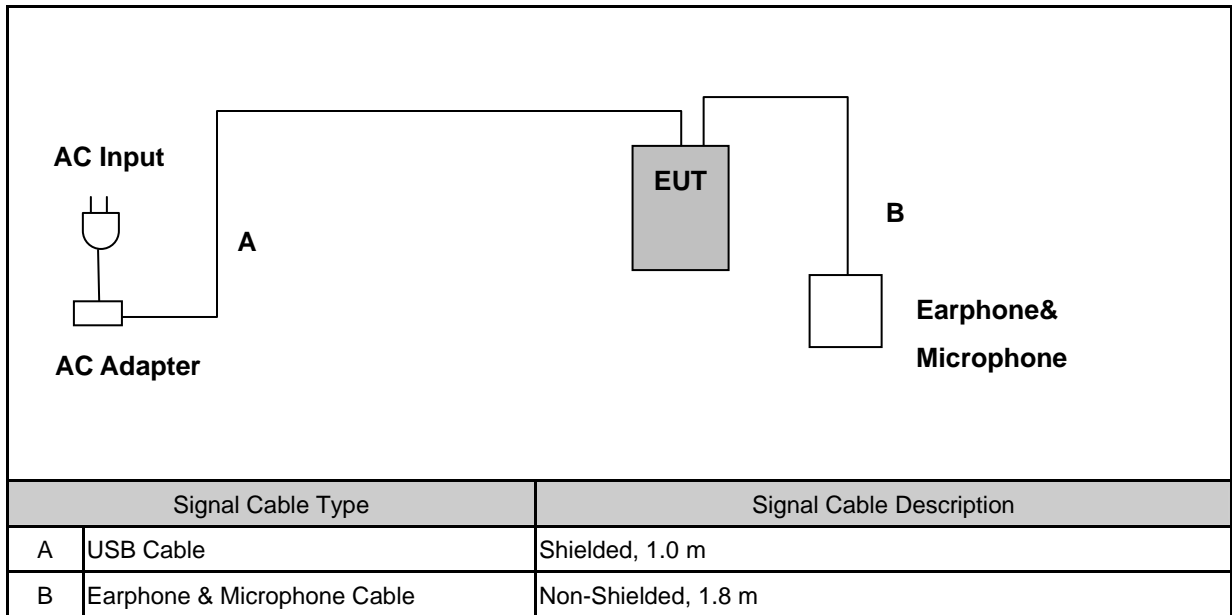 AC Input
EUT
A
B
Earphone&
Microphone
AC Adapter
Signal Cable Type Signal Cable Description
A USB Cable Shielded, 1.0 m
B Earphone & Microphone Cable Non-Shielded, 1.8 m